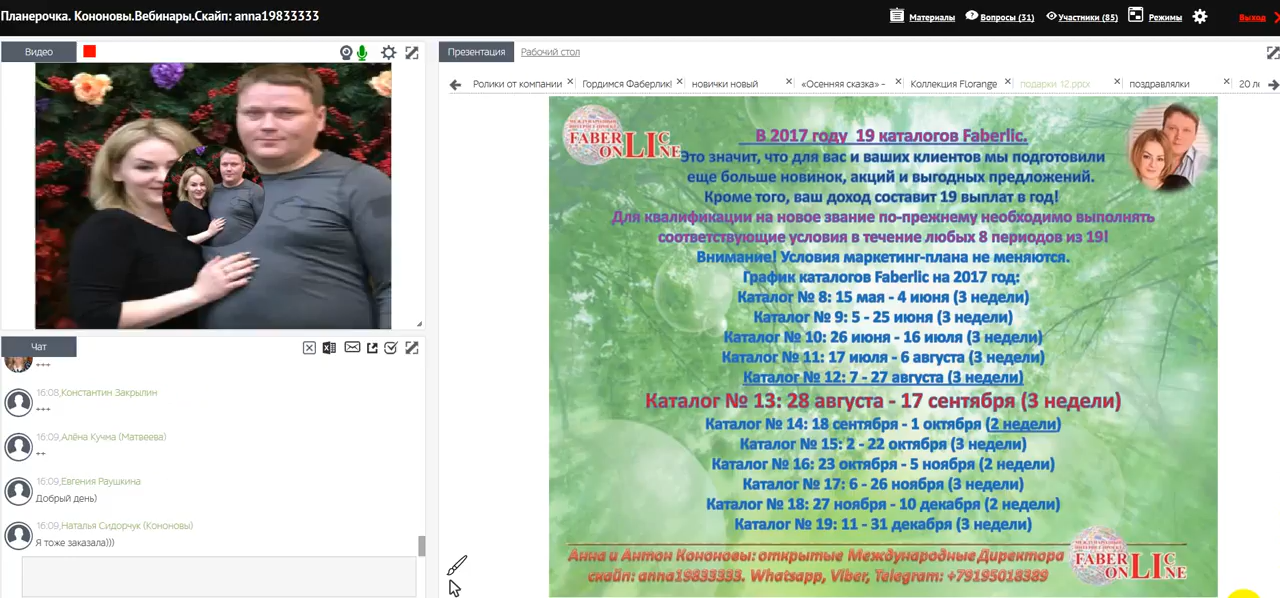 Планерочка. Кононовы.Вебинары.Скайп: anna19833333
Материалы
Вопросы (31)
Участники (85)
Режимы
Выход
Видео
Презентация
Рабочий стол
Ролики от компании
Гордимся Фаберлик!
новички новый
«Осенняя сказка» -
Коллекция Florange
подарки 12.ppt
поздравлялки
20 л
МЕЖДУНАРОДНЫЙ
ИНТЕРНЕТ-ПРОЕКТ
FABERLIC
ONLINE
В 2017 году 19 каталогов Faberlic.
Это значит, что для вас и ваших клиентов мы подготовили
еще больше новинок, акций и выгодных предложений.
Кроме того, ваш доход составит 19 выплат в год!
Для квалификации на новое звание по-прежнему необходимо выполнять
соответствующие условия в течение любых 8 периодов из 19!
Внимание! Условия маркетинг-плана не меняются.
График каталогов Faberlic на 2017 год:
Каталог № 8: 15 мая - 4 июня (3 недели)
Каталог № 9: 5 - 25 июня (3 недели)
Каталог № 10: 26 июня - 16 июля (3 недели)
Каталог № 11: 17 июля - 6 августа (3 недели)
Каталог № 12: 7 - 27 августа (3 недели)
Каталог № 13: 28 августа - 17 сентября (3 недели)
Каталог № 14: 18 сентября - 1 октября (2 недели)
Каталог № 15: 2 - 22 октября (3 недели)
Каталог № 16: 23 октября - 5 ноября (2 недели)
Каталог № 17: 6 - 26 ноября (3 недели)
Каталог № 18: 27 ноября - 10 декабря (2 недели)
Каталог № 19: 11 - 31 декабря (3 недели)
Анна и Антон Кононовы: открытые Международные Директора
скайп: anna19833333. Whatsapp, Viber, Telegram: +79195018389
FABERLIC
ONLINE
Чат
+++
16:08,Константин Закрылин
+++
16:09,Алёна Кучма (Матвеева)
++
16:09,Евгения Раушкина
Добрый день)
16:09,Наталья Сидорчук (Кононовы)
Я тоже заказала)))